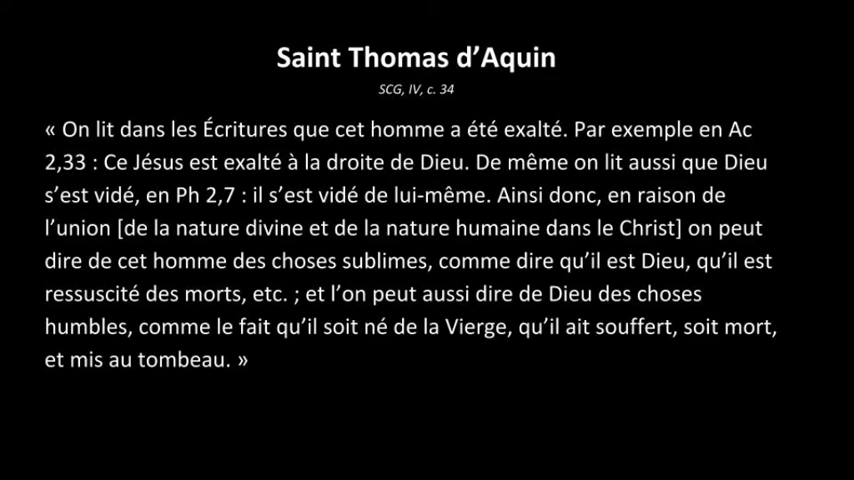 Saint Thomas d’Aquin
SCG, IV, c. 34
« On lit dans les Écritures que cet homme a été exalté. Par exemple en Ac
2,33 : Ce Jésus est exalté à la droite de Dieu. De même on lit aussi que Dieu
s’est vidé, en Ph 2,7 : il s’est vidé de lui-même. Ainsi donc, en raison de
l’union [de la nature divine et de la nature humaine dans le Christ] on peut
dire de cet homme des choses sublimes, comme dire qu’il est Dieu, qu’il est
ressuscité des morts, etc. ; et l’on peut aussi dire de Dieu des choses
humbles, comme le fait qu’il soit né de la Vierge, qu’il ait souffert, soit mort,
et mis au tombeau. »